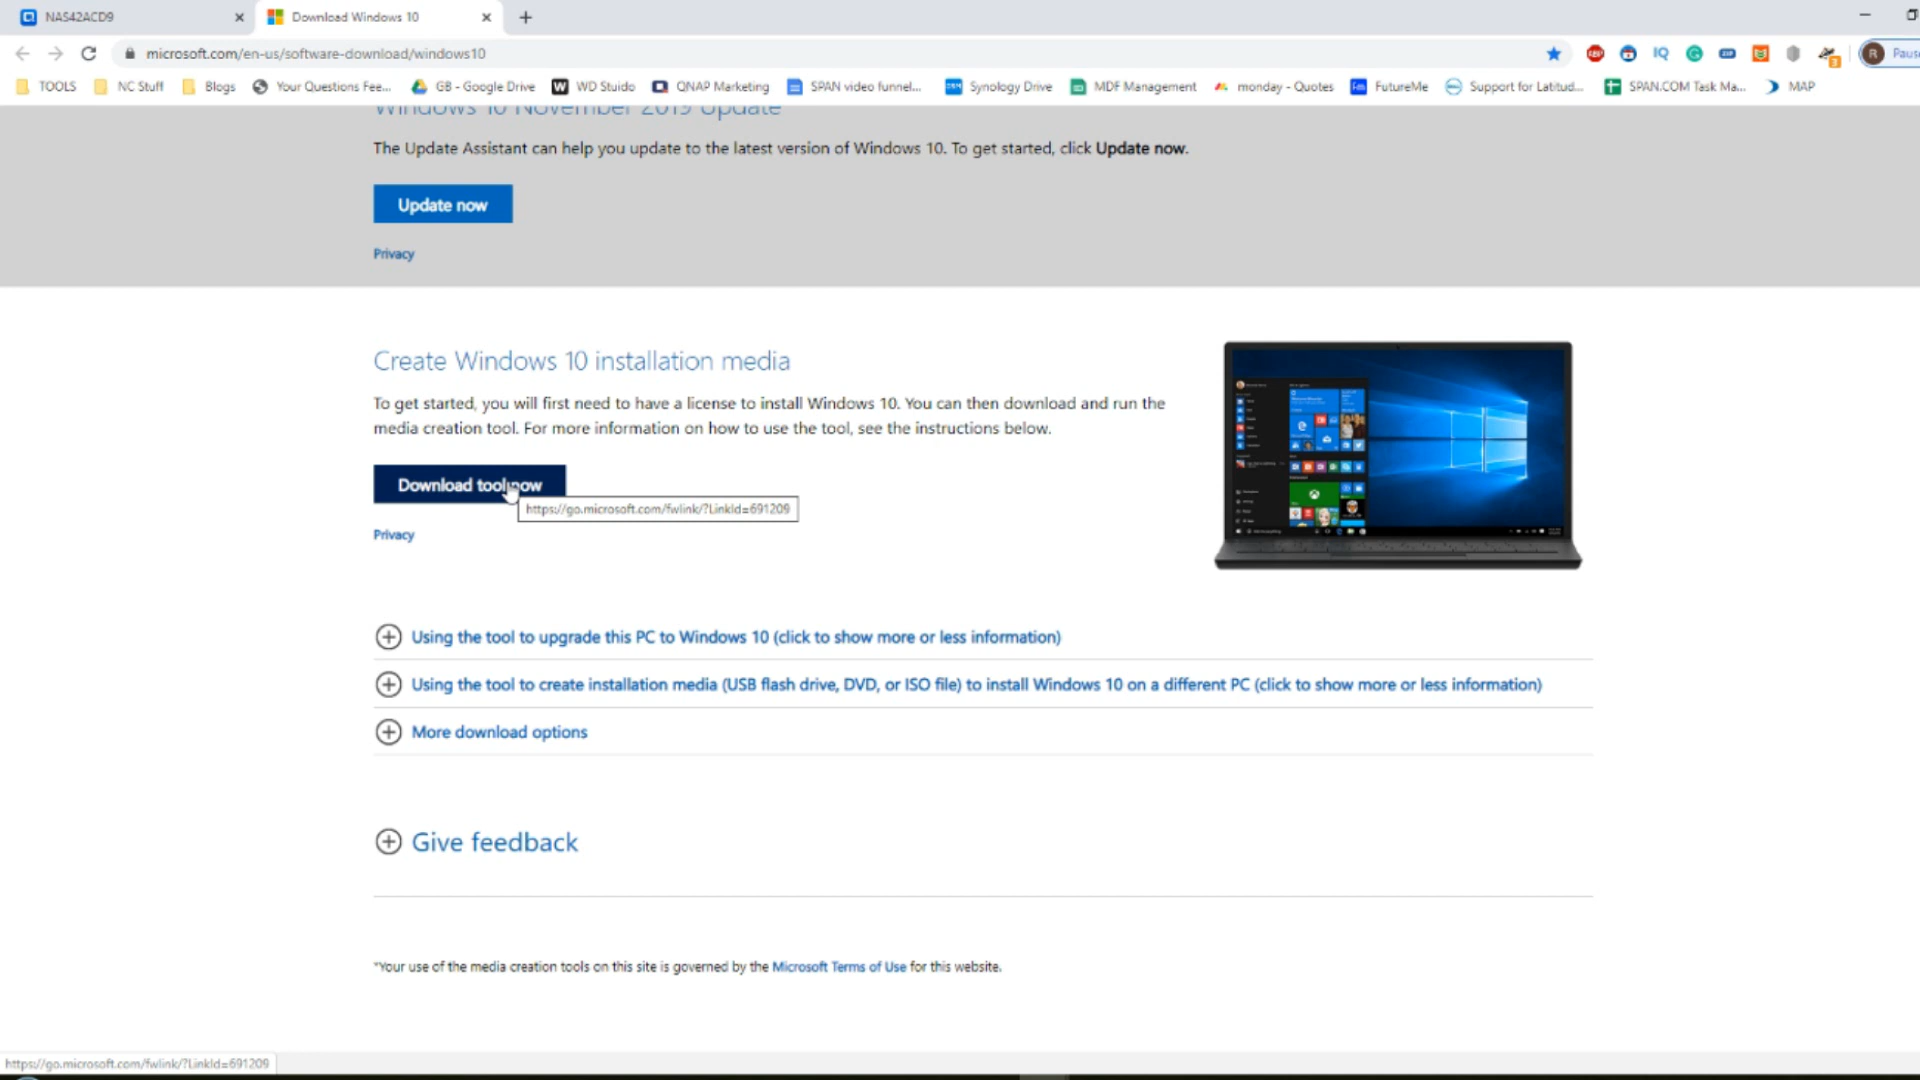 NAS42ACD9
Download Windows 10
microsoft.com/en-us/software-download/windows10
Paus
TOOLS
NC Stuff
Blogs
Your Questions Fee...
GB - Google Drive
WD Stuido
QNAP Marketing
SPAN video funnel...
Synology Drive
MDF Management
monday - Quotes
FutureMe
Support for Latitud...
SPAN.COM Task Ma...
MAP
Windows 10 November 2019 Update
The Update Assistant can help you update to the latest version of Windows 10. To get started, click Update now.
Update now
Privacy
Create Windows 10 installation media
To get started, you will first need to have a license to install Windows 10. You can then download and run the
media creation tool. For more information on how to use the tool, see the instructions below.
Download tool now
https://go.microsoft.com/fwlink/?LinkId=691209
Privacy
Using the tool to upgrade this PC to Windows 10 (click to show more or less information)
Using the tool to create installation media (USB flash drive, DVD, or ISO file) to install Windows 10 on a different PC (click to show more or less information)
More download options
Give feedback
*Your use of the media creation tools on this site is governed by the Microsoft Terms of Use for this website.
https://go.microsoft.com/fwlink/?LinkId=691209